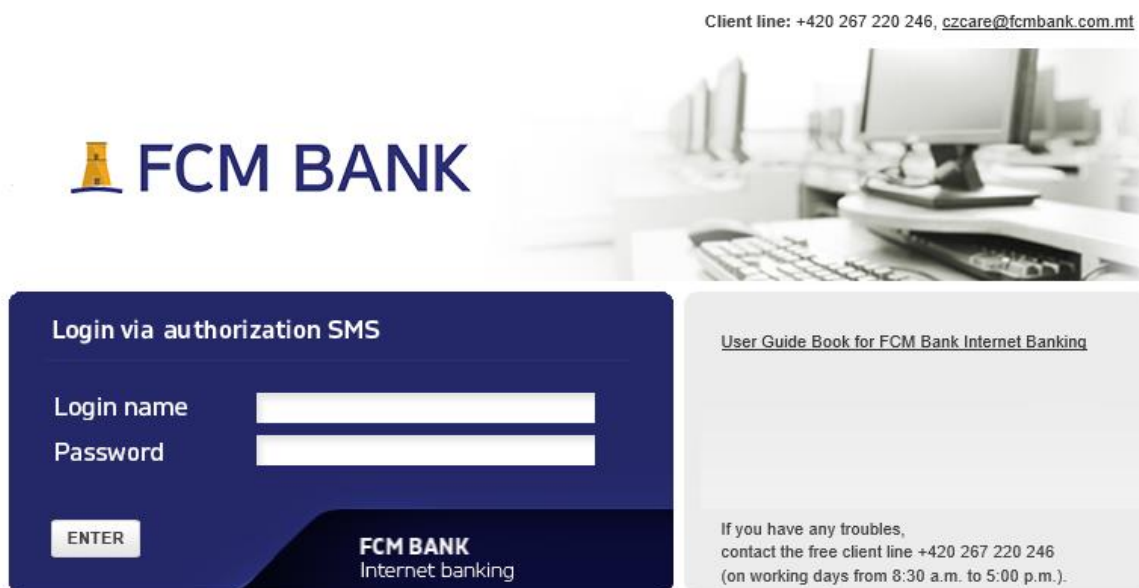 Client line: +420 267 220 246, czcare@fcmbank.com.mt
FCM BANK
Login via authorization SMS
Login name
Password
ENTER
FCM BANK
Internet banking
User Guide Book for FCM Bank Internet Banking
If you have any troubles,
contact the free client line +420 267 220 246
(on working days from 8:30 a.m. to 5:00 p.m.).